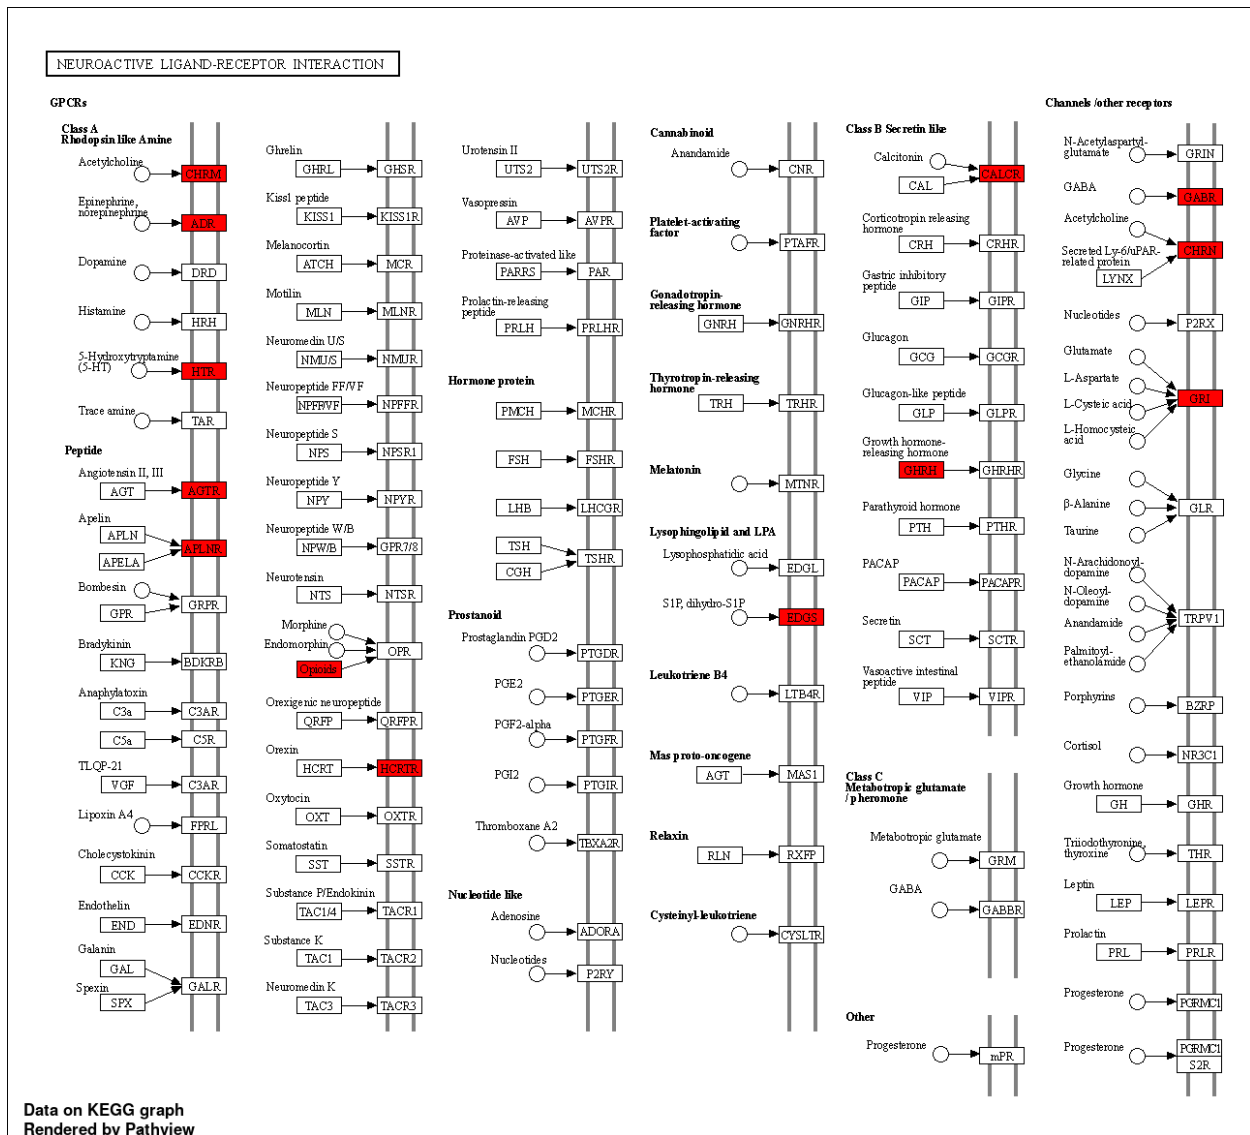 NEUROACTIVE LIGAND-RECEPTOR INTERACTION
GPCRs
Class A
Rhodopsin like Amine
Acetylcholine
CHRM
Epinephrine,
norepinephrine
ADR
Dopamine
DRD
Histamine
HRH
5-Hydroxytryptamine
(5-HT)
HTR
Trace amine
TAR
Peptide
Angiotensin II, III
AGT
AGTR
Apelin
APLN
APLNR
APELA
Bombesin
GRPR
GPR
Bradykinin
KNG
BDKRB
Anaphylatoxin
C3a
C3AR
C5a
C5R
TLQP-21
VGF
C3AR
Lipoxin A4
FPRL
Cholecystokinin
CCK
CCKR
Endothelin
END
EDNR
Galanin
GAL
GALR
Spexin
SPX
Ghrelin
GHRL
GHSR
Kiss1 peptide
KISS1
KISS1R
Melanocortin
ATCH
MCR
Motilin
MLN
MLNR
Neuromedin U/S
NMU/S
NMUR
Neuropeptide FF/VF
NPFF/VF
NPFFR
Neuropeptide S
NPS
NPSR1
Neuropeptide Y
NPY
NPYR
Neuropeptide W/B
NPW/B
GPR7/8
Neurotensin
NTS
NTSR
Morphine
Endomorphin
OPR
Opioids
Orexigenic neuropeptide
QRFP
QRFPR
Orexin
HCRT
HCRTR
Oxytocin
OXT
OXTR
Somatostatin
SST
SSTR
Substance P/Endokinin
TAC1/4
TACR1
Substance K
TAC1
TACR2
Neuromedin K
TAC3
TACR3
Urotensin II
UTS2
UTS2R
Vasopressin
AVP
AVPR
Proteinase-activated like
PARRS
PAR
Prolactin-releasing
peptide
PRLH
PRLHR
Hormone protein
PMCH
MCHR
FSH
FSHR
LHB
LHCGR
TSH
TSHR
CGH
Prostanoid
Prostaglandin PGD2
PTGDR
PGE2
PTGER
PGF2-alpha
PTGFR
PGI2
PTGIR
Thromboxane A2
TBXA2R
Nucleotide like
Adenosine
ADORA
Nucleotides
P2RY
Cannabinoid
Anandamide
CNR
Platelet-activating
factor
PTAFR
Gonadotropin-
releasing hormone
GNRH
GNRHR
Thyrotropin-releasing
hormone
TRH
TRHR
Melatonin
MTNR
Lysophingolipid and LPA
Lysophosphatidic acid
EDGL
S1P, dihydro-S1P
EDGS
Leukotriene B4
LTB4R
Mas proto-oncogene
AGT
MAS1
Relaxin
RLN
RXFP
Cysteinyl-leukotriene
CYSLTR
Class B Secretin like
Calcitonin
CALCR
CAL
Corticotropin releasing
hormone
CRH
CRHR
Gastric inhibitory
peptide
GIP
GIPR
Glucagon
GCG
GCGR
Glucagon-like peptide
GLP
GLPR
Growth hormone-
releasing hormone
GHRH
GHRHR
Parathyroid hormone
PTH
PTHR
PACAP
PACAP
PACAPR
Secretin
SCT
SCTR
Vasoactive intestinal
peptide
VIP
VIPR
Class C
Metabotropic glutamate
/ pheromone
Metabotropic glutamate
GRM
GABA
GABBR
Other
Progesterone
mPR
Channels /other receptors
N-Acetylaspartyl-
glutamate
GRIN
GABA
GABR
Acetylcholine
CHRN
Secreted Ly-6/uPAR-
related protein
LYNX
Nucleotides
P2RX
Glutamate
L-Aspartate
GRI
L-Cysteic acid
L-Homocysteic
acid
Glycine
β-Alanine
GLR
Taurine
N-Arachidonoyl-
dopamine
N-Oleoyl-
dopamine
TRPV1
Anandamide
Palmitoyl-
ethanolamide
Porphyrins
BZRP
Cortisol
NR3C1
Growth hormone
GH
GHR
Triiodothyronine,
thyroxine
THR
Leptin
LEP
LEPR
Prolactin
PRL
PRLR
Progesterone
PGRMC1
Progesterone
PGRMC1
S2R
Data on KEGG graph
Rendered by Pathview